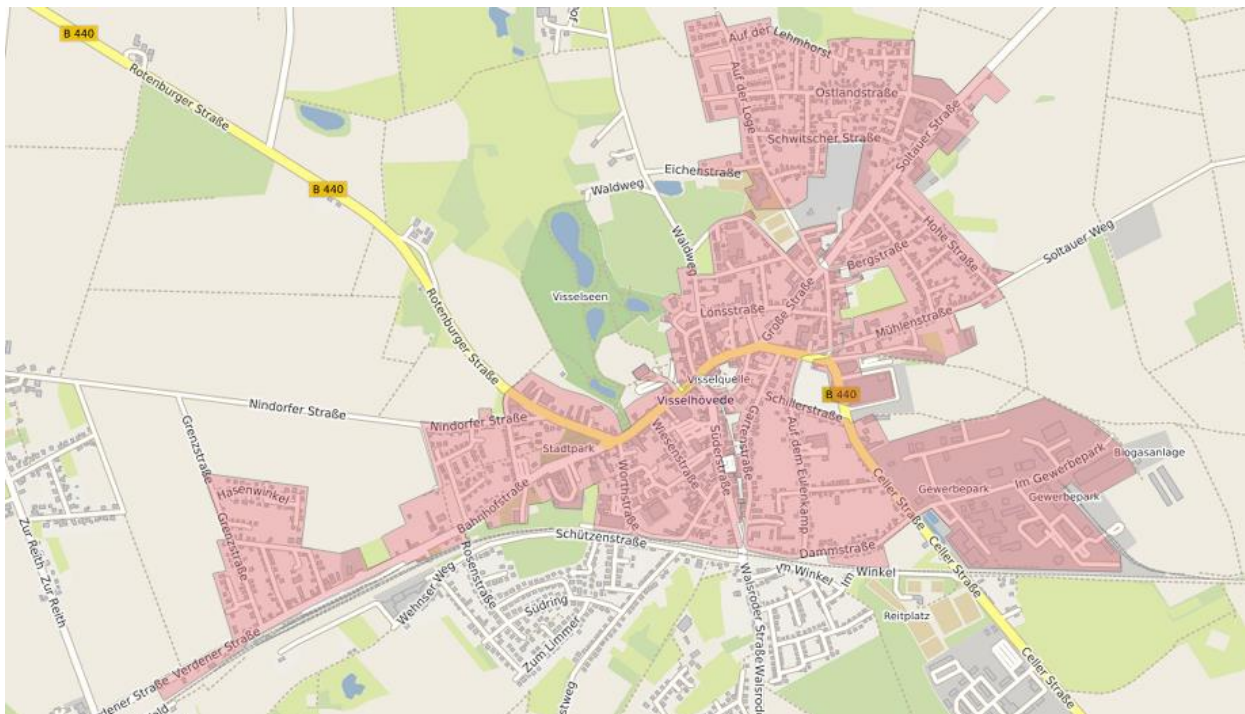 B 440
Rotenburger Straße
B 440
Rotenburger Straße
Auf der Lehmhorst
Auf der Loge
Ostlandstraße
Schwitscher Straße
Soltauer Straße
Eichenstraße
Waldweg
Waldweg
Hohe Straße
Bergstraße
Soltauer Weg
Visselseen
Lönsstraße
Große Straße
Mühlenstraße
Visselquelle
Visselhövede
B 440
Schillerstraße
Nindorfer Straße
Nindorfer Straße
Stadtpark
Wiesenstraße
Süderstraße
Gartenstraße
Auf dem Eulenkamp
Grenzstraße
Hasenwinkel
Grenzstraße
Bahnhofstraße
Worthstraße
Celler Straße
Gewerbepark
Im Gewerbepark
Biogasanlage
Gewerbepark
Zur Reith
Zur Reith
Schützenstraße
Dammstraße
Celler Straße
Wehnser Weg
Rosenstraße
Südring
Zum Limmer
Im Winkel
Im Winkel
Walsroder Straße
Walsrode
Reitplatz
Verdener Straße
dener Straße
Celler Straße
stweg